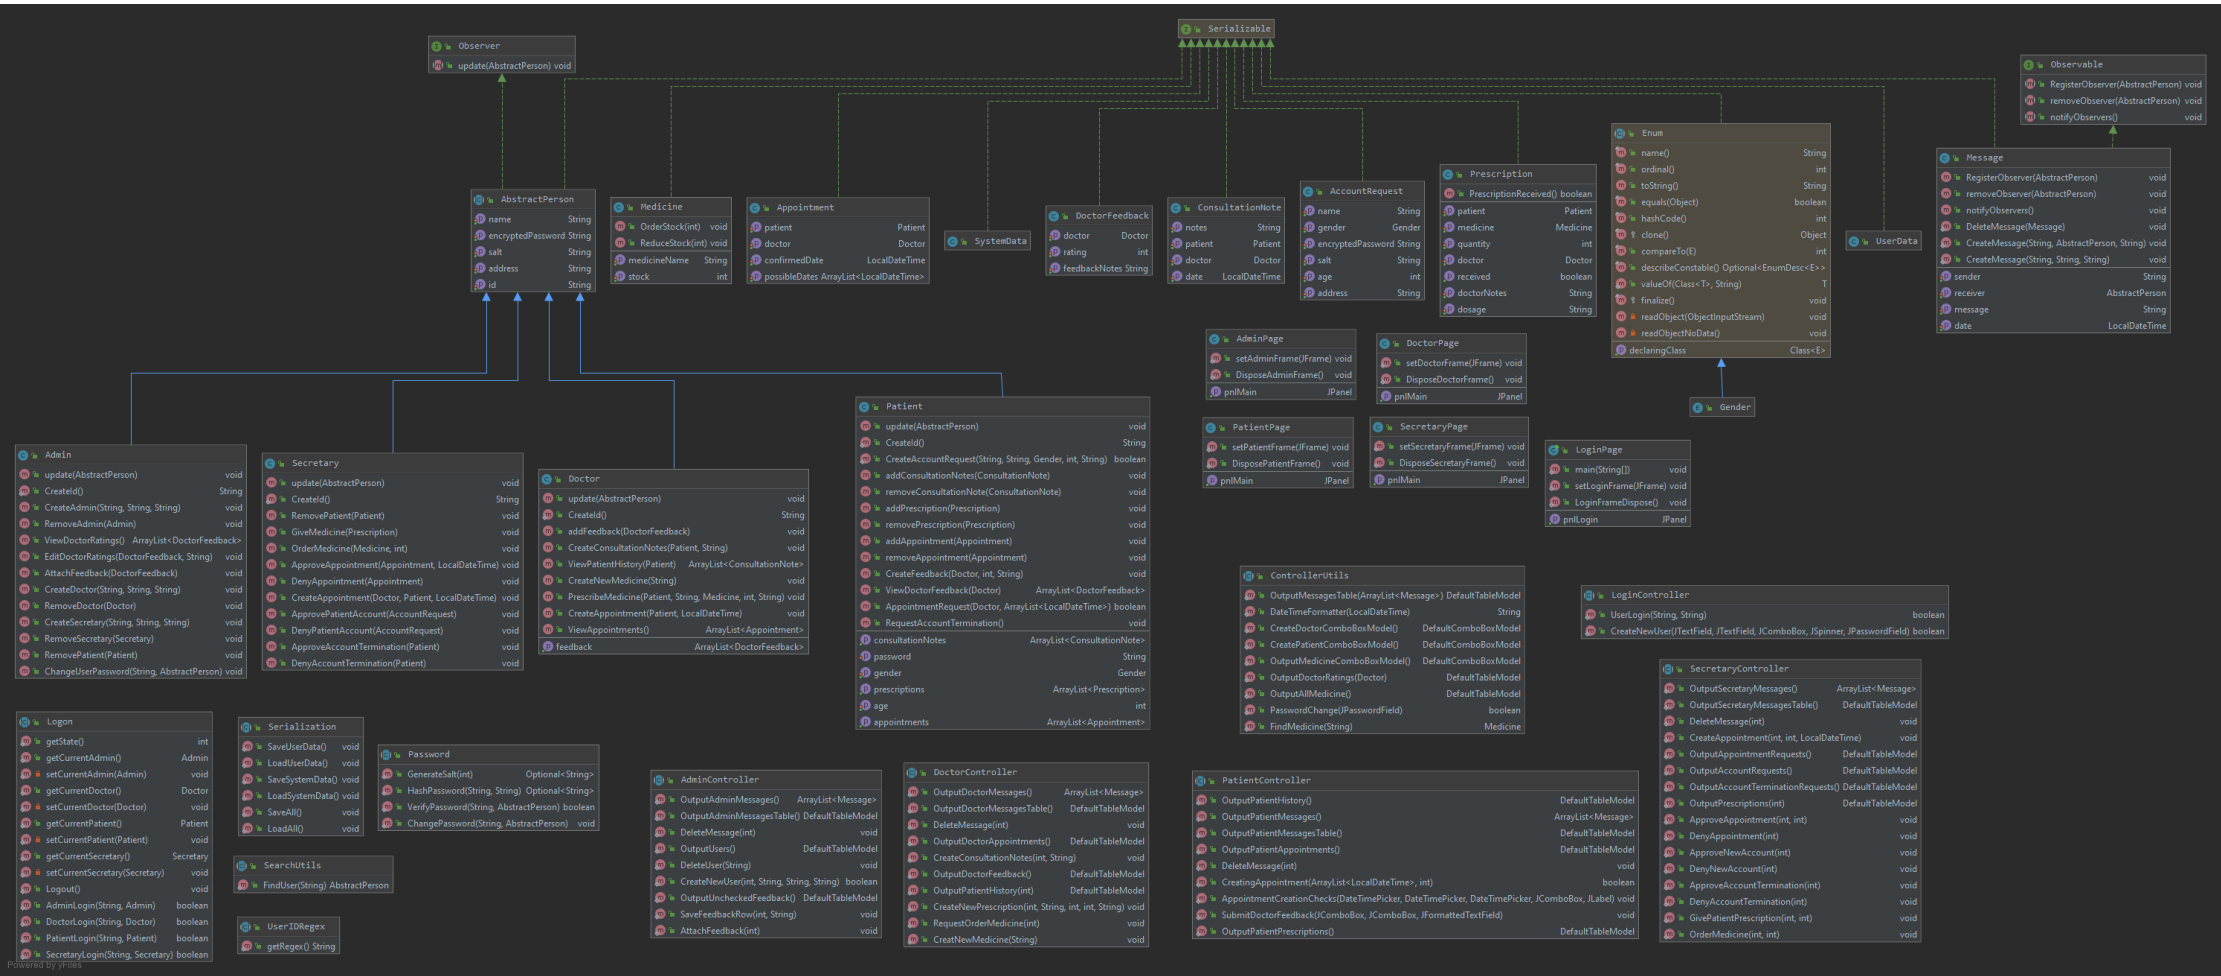 Serializable
Observer
update(AbstractPerson) void
Observable
RegisterObserver(AbstractPerson) void
removeObserver(AbstractPerson) void
notifyObservers() void
Enum
name() String
ordinal() int
toString() String
equals(Object) boolean
hashCode() int
clone() Object
compareTo(E) int
describeConstable() Optional<EnumDesc<E>>
valueOf(Class<T>, String) T
finalize() void
readObject(ObjectInputStream) void
readObjectNoData() void
declaringClass Class<E>
Message
RegisterObserver(AbstractPerson) void
removeObserver(AbstractPerson) void
notifyObservers() void
DeleteMessage(Message) void
CreateMessage(String, AbstractPerson, String) void
CreateMessage(String, String, String) void
sender String
receiver AbstractPerson
message String
date LocalDateTime
AbstractPerson
name String
encryptedPassword String
salt String
address String
id String
Medicine
OrderStock(int) void
ReduceStock(int) void
medicineName String
stock int
Appointment
patient Patient
doctor Doctor
confirmedDate LocalDateTime
possibleDates ArrayList<LocalDateTime>
SystemData
DoctorFeedback
doctor Doctor
rating int
feedbackNotes String
ConsultationNote
notes String
patient Patient
doctor Doctor
date LocalDateTime
AccountRequest
name String
gender Gender
encryptedPassword String
salt String
age int
address String
Prescription
PrescriptionReceived() boolean
patient Patient
medicine Medicine
quantity int
doctor Doctor
received boolean
doctorNotes String
dosage String
UserData
AdminPage
setAdminFrame(JFrame) void
DisposeAdminFrame() void
pnlMain JPanel
DoctorPage
setDoctorFrame(JFrame) void
DisposeDoctorFrame() void
pnlMain JPanel
PatientPage
setPatientFrame(JFrame) void
DisposePatientFrame() void
pnlMain JPanel
SecretaryPage
setSecretaryFrame(JFrame) void
DisposeSecretaryFrame() void
pnlMain JPanel
Gender
LoginPage
main(String[]) void
setLoginFrame(JFrame) void
LoginFrameDispose() void
pnlLogin JPanel
Admin
update(AbstractPerson) void
CreateId() String
CreateAdmin(String, String, String) void
RemoveAdmin(Admin) void
ViewDoctorRatings() ArrayList<DoctorFeedback>
EditDoctorRatings(DoctorFeedback, String) void
AttachFeedback(DoctorFeedback) void
CreateDoctor(String, String, String) void
RemoveDoctor(Doctor) void
CreateSecretary(String, String, String) void
RemoveSecretary(Secretary) void
RemovePatient(Patient) void
ChangeUserPassword(String, AbstractPerson) void
Secretary
update(AbstractPerson) void
CreateId() String
RemovePatient(Patient) void
GiveMedicine(Prescription) void
OrderMedicine(Medicine, int) void
ApproveAppointment(Appointment, LocalDateTime) void
DenyAppointment(Appointment) void
CreateAppointment(Doctor, Patient, LocalDateTime) void
ApprovePatientAccount(AccountRequest) void
DenyPatientAccount(AccountRequest) void
ApproveAccountTermination(Patient) void
DenyAccountTermination(Patient) void
Doctor
update(AbstractPerson) void
CreateId() String
addFeedback(DoctorFeedback) void
CreateConsultationNotes(Patient, String) void
ViewPatientHistory(Patient) ArrayList<ConsultationNote>
CreateNewMedicine(String) void
PrescribeMedicine(Patient, String, Medicine, int, String) void
CreateAppointment(Patient, LocalDateTime) void
ViewAppointments() ArrayList<Appointment>
feedback ArrayList<DoctorFeedback>
Patient
update(AbstractPerson) void
CreateId() String
CreateAccountRequest(String, String, Gender, int, String) boolean
addConsultationNotes(ConsultationNote) void
removeConsultationNote(ConsultationNote) void
addPrescription(Prescription) void
removePrescription(Prescription) void
addAppointment(Appointment) void
removeAppointment(Appointment) void
CreateFeedback(Doctor, int, String) void
ViewDoctorFeedback(Doctor) ArrayList<DoctorFeedback>
AppointmentRequest(Doctor, ArrayList<LocalDateTime>) boolean
RequestAccountTermination() void
consultationNotes ArrayList<ConsultationNote>
password String
gender Gender
prescriptions ArrayList<Prescription>
age int
appointments ArrayList<Appointment>
ControllerUtils
OutputMessagesTable(ArrayList<Message>) DefaultTableModel
DateTimeFormatter(LocalDateTime) String
CreateDoctorComboBoxModel() DefaultComboBoxModel
CreatePatientComboBoxModel() DefaultComboBoxModel
OutputMedicineComboBoxModel() DefaultComboBoxModel
OutputDoctorRatings(Doctor) DefaultTableModel
OutputAllMedicine() DefaultTableModel
PasswordChange(JPasswordField) boolean
FindMedicine(String) Medicine
LoginController
UserLogin(String, String) boolean
CreateNewUser(JTextField, JTextField, JComboBox, JSpinner, JPasswordField) boolean
SecretaryController
OutputSecretaryMessages() ArrayList<Message>
OutputSecretaryMessagesTable() DefaultTableModel
DeleteMessage(int) void
CreateAppointment(int, int, LocalDateTime) void
OutputAppointmentRequests() DefaultTableModel
OutputAccountRequests() DefaultTableModel
OutputAccountTerminationRequests() DefaultTableModel
OutputPrescriptions(int) DefaultTableModel
ApproveAppointment(int, int) void
DenyAppointment(int) void
ApproveNewAccount(int) void
DenyNewAccount(int) void
ApproveAccountTermination(int) void
DenyAccountTermination(int) void
GivePatientPrescription(int, int) void
OrderMedicine(int, int) void
Logon
getState() int
getCurrentAdmin() Admin
setCurrentAdmin(Admin) void
getCurrentDoctor() Doctor
setCurrentDoctor(Doctor) void
getCurrentPatient() Patient
setCurrentPatient(Patient) void
getCurrentSecretary() Secretary
setCurrentSecretary(Secretary) void
Logout() void
AdminLogin(String, Admin) boolean
DoctorLogin(String, Doctor) boolean
PatientLogin(String, Patient) boolean
SecretaryLogin(String, Secretary) boolean
Serialization
SaveUserData() void
LoadUserData() void
SaveSystemData() void
LoadSystemData() void
SaveAll() void
LoadAll() void
Password
GenerateSalt(int) Optional<String>
HashPassword(String, String) Optional<String>
VerifyPassword(String, AbstractPerson) boolean
ChangePassword(String, AbstractPerson) void
SearchUtils
FindUser(String) AbstractPerson
UserIDRegex
getRegex() String
AdminController
OutputAdminMessages() ArrayList<Message>
OutputAdminMessagesTable() DefaultTableModel
DeleteMessage(int) void
OutputUsers() DefaultTableModel
DeleteUser(String) void
CreateNewUser(int, String, String, String) boolean
OutputUncheckedFeedback() DefaultTableModel
SaveFeedbackRow(int, String) void
AttachFeedback(int) void
DoctorController
OutputDoctorMessages() ArrayList<Message>
OutputDoctorMessagesTable() DefaultTableModel
DeleteMessage(int) void
OutputDoctorAppointments() DefaultTableModel
CreateConsultationNotes(int, String) void
OutputDoctorFeedback() DefaultTableModel
OutputPatientHistory(int) DefaultTableModel
CreateNewPrescription(int, String, int, int, String) void
RequestOrderMedicine(int) void
CreatNewMedicine(String) void
PatientController
OutputPatientHistory() DefaultTableModel
OutputPatientMessages() ArrayList<Message>
OutputPatientMessagesTable() DefaultTableModel
OutputPatientAppointments() DefaultTableModel
DeleteMessage(int) void
CreatingAppointment(ArrayList<LocalDateTime>, int) boolean
AppointmentCreationChecks(DateTimePicker, DateTimePicker, DateTimePicker, JComboBox, JLabel) void
SubmitDoctorFeedback(JComboBox, JComboBox, JFormattedTextField) void
OutputPatientPrescriptions() DefaultTableModel
Powered by yFiles